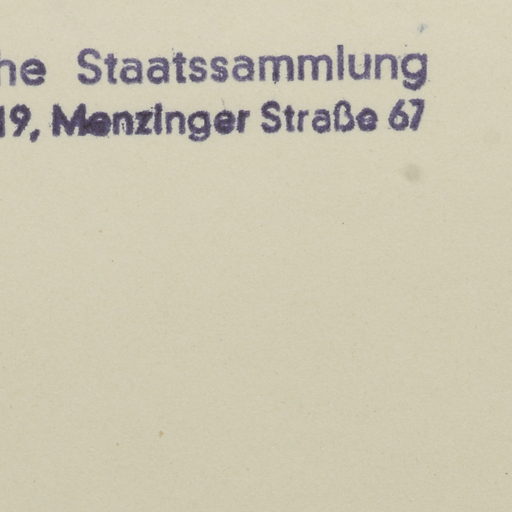 he Staatssammlung
19, Menzinger Straße 67